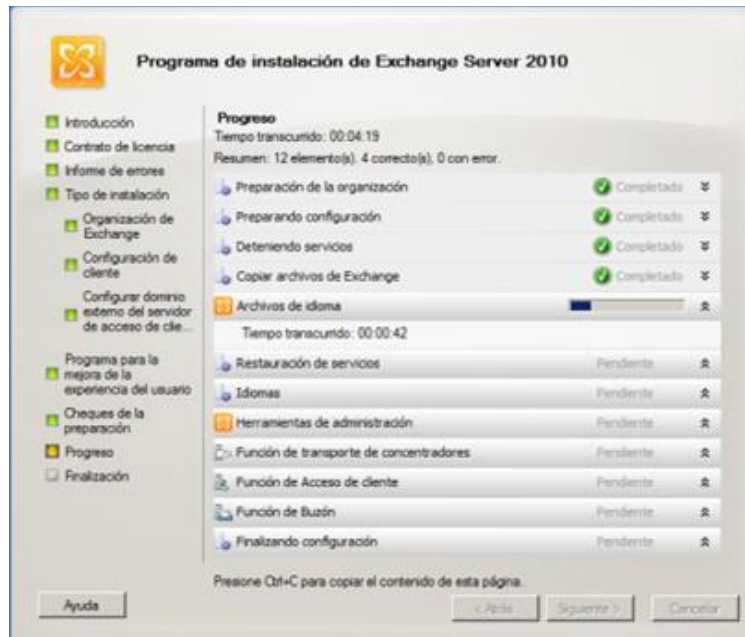 Programa de instalación de Exchange Server 2010
Introducción
Contrato de licencia
Informe de errores
Tipo de instalación
Organización de
Exchange
Configuración de
cliente
Configurar dominio
externo del servidor
de acceso de clie...
Programa para la
mejora de la
experiencia del usuario
Cheques de la
preparación
Progreso
Finalización
Progreso
Tiempo transcurrido: 00:04:19
Resumen: 12 elemento(s). 4 correcto(s), 0 con error.
Preparación de la organización Completado
Preparando configuración Completado
Deteniendo servicios Completado
Copiar archivos de Exchange Completado
Archivos de idioma
Tiempo transcurrido: 00:00:42
Restauración de servicios Pendiente
Idiomas Pendiente
Herramientas de administración Pendiente
Función de transporte de concentradores Pendiente
Función de Acceso de cliente Pendiente
Función de Buzón Pendiente
Finalizando configuración Pendiente
Presione Ctrl+C para copiar el contenido de esta página.
Ayuda
< Atrás
Siguiente >
Cancelar